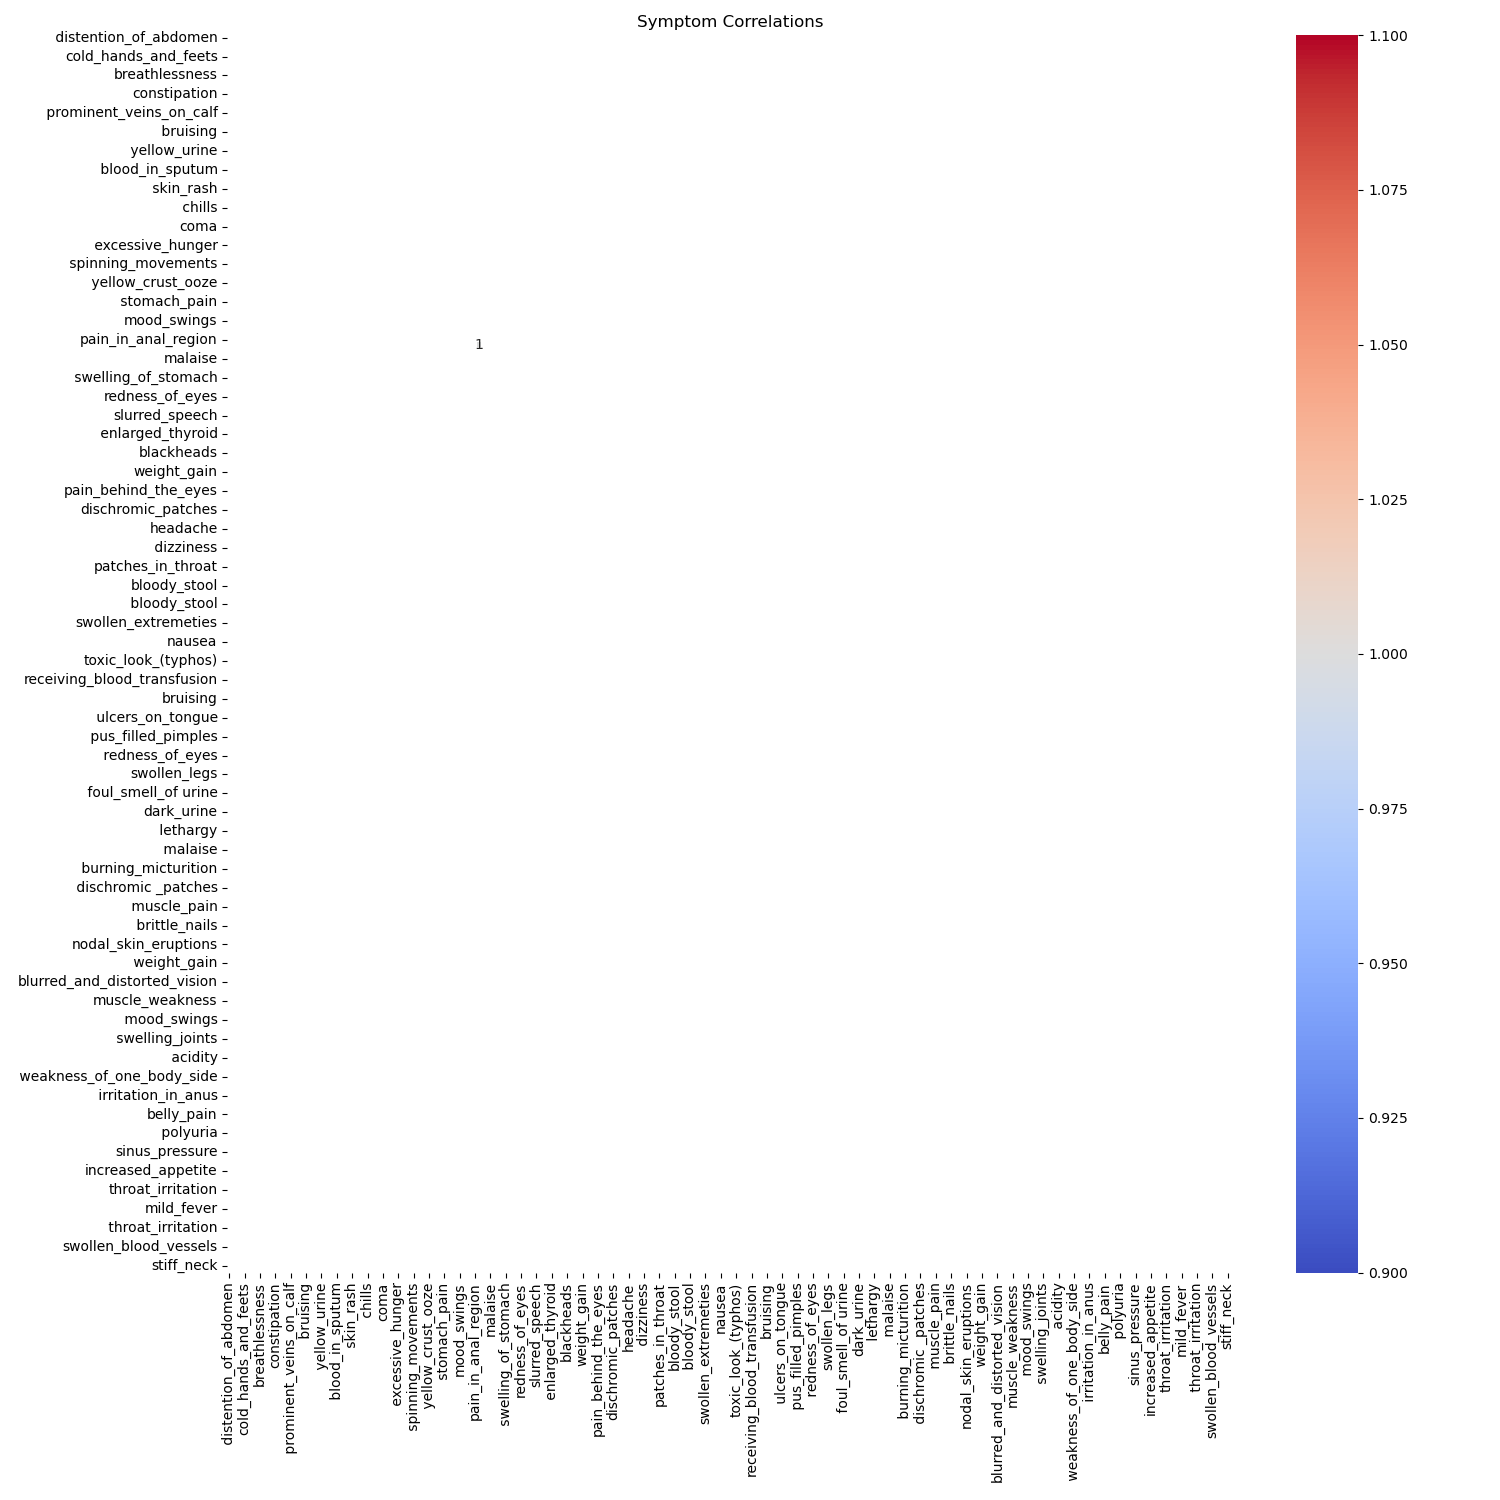 Symptom Correlations
distention_of_abdomen
cold_hands_and_feets
breathlessness
constipation
prominent_veins_on_calf
bruising
yellow_urine
blood_in_sputum
skin_rash
chills
coma
excessive_hunger
spinning_movements
yellow_crust_ooze
stomach_pain
mood_swings
pain_in_anal_region
malaise
swelling_of_stomach
redness_of_eyes
slurred_speech
enlarged_thyroid
blackheads
weight_gain
pain_behind_the_eyes
dischromic_patches
headache
dizziness
patches_in_throat
bloody_stool
bloody_stool
swollen_extremeties
nausea
toxic_look_(typhos)
receiving_blood_transfusion
bruising
ulcers_on_tongue
pus_filled_pimples
redness_of_eyes
swollen_legs
foul_smell_of urine
dark_urine
lethargy
malaise
burning_micturition
dischromic _patches
muscle_pain
brittle_nails
nodal_skin_eruptions
weight_gain
blurred_and_distorted_vision
muscle_weakness
mood_swings
swelling_joints
acidity
weakness_of_one_body_side
irritation_in_anus
belly_pain
polyuria
sinus_pressure
increased_appetite
throat_irritation
mild_fever
throat_irritation
swollen_blood_vessels
stiff_neck
1
distention_of_abdomen
cold_hands_and_feets
breathlessness
constipation
prominent_veins_on_calf
bruising
yellow_urine
blood_in_sputum
skin_rash
chills
coma
excessive_hunger
spinning_movements
yellow_crust_ooze
stomach_pain
mood_swings
pain_in_anal_region
malaise
swelling_of_stomach
redness_of_eyes
slurred_speech
enlarged_thyroid
blackheads
weight_gain
pain_behind_the_eyes
dischromic_patches
headache
dizziness
patches_in_throat
bloody_stool
bloody_stool
swollen_extremeties
nausea
toxic_look_(typhos)
receiving_blood_transfusion
bruising
ulcers_on_tongue
pus_filled_pimples
redness_of_eyes
swollen_legs
foul_smell_of urine
dark_urine
lethargy
malaise
burning_micturition
dischromic _patches
muscle_pain
brittle_nails
nodal_skin_eruptions
weight_gain
blurred_and_distorted_vision
muscle_weakness
mood_swings
swelling_joints
acidity
weakness_of_one_body_side
irritation_in_anus
belly_pain
polyuria
sinus_pressure
increased_appetite
throat_irritation
mild_fever
throat_irritation
swollen_blood_vessels
stiff_neck
1.100
1.075
1.050
1.025
1.000
0.975
0.950
0.925
0.900